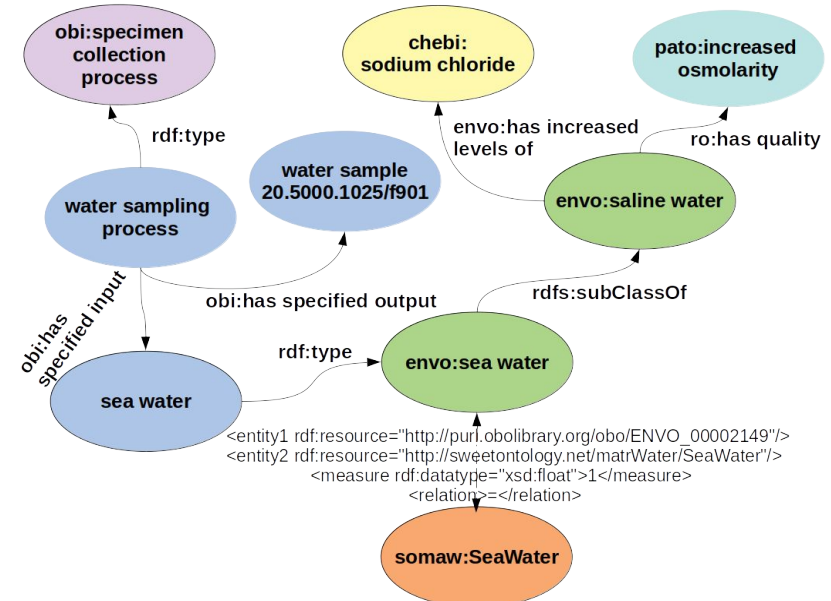 obi:specimen
collection
process
chebi:
sodium chloride
pato:increased
osmolarity
rdf:type
envo:has increased
levels of
ro:has quality
water sample
20.5000.1025/f901
water sampling
process
envo:saline water
obi:has
specified input
obi:has specified output
rdfs:subClassOf
rdf:type
sea water
envo:sea water
<entity1 rdf:resource="http://purl.obolibrary.org/obo/ENVO_00002149"/>
<entity2 rdf:resource="http://sweetontology.net/matrWater/SeaWater"/>
<measure rdf:datatype="xsd:float">1</measure>
<relation>=</relation>
somaw:SeaWater